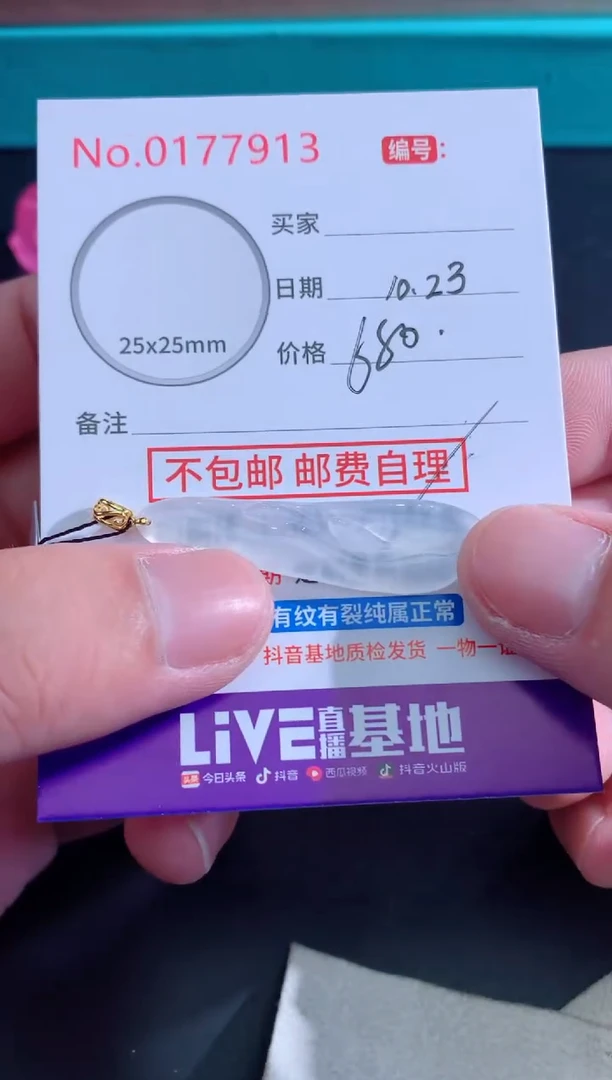 No.0177913 编号:
买家
日期 10.23
25x25mm
价格 680.
备注
不包邮 邮费自理
有纹有裂纯属正常
抖音基地质检发货 一物一证
LiVE直播基地
头条 今日头条 抖音 西瓜视频 抖音火山版